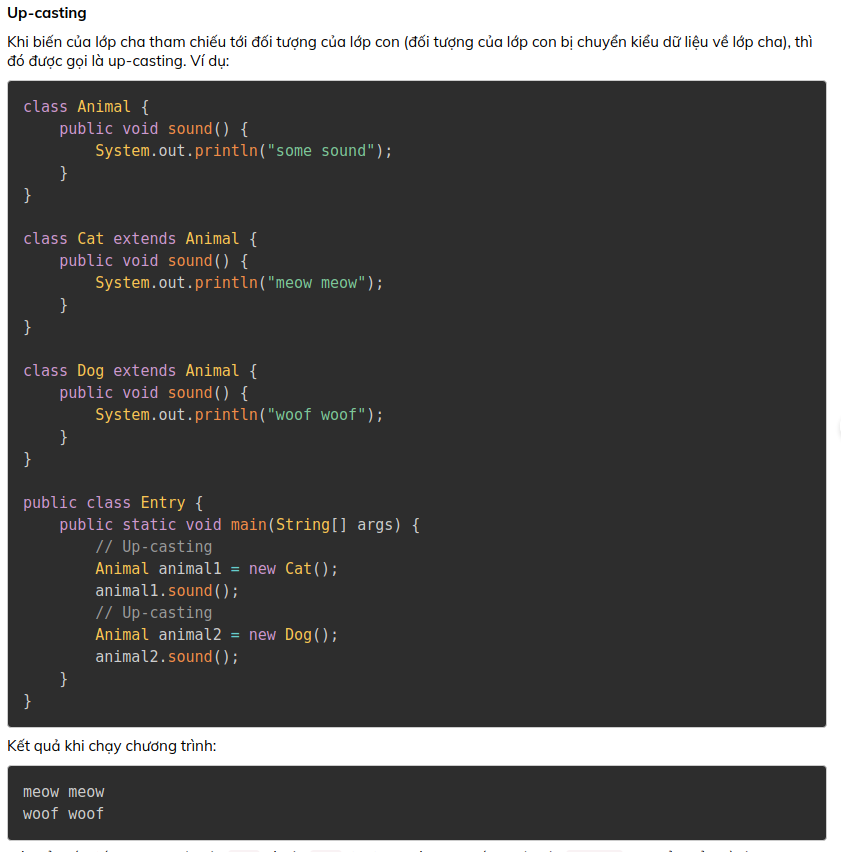 Up-casting
Khi biến của lớp cha tham chiếu tới đối tượng của lớp con (đối tượng của lớp con bị chuyển kiểu dữ liệu về lớp cha), thì
đó được gọi là up-casting. Ví dụ:
class Animal {
    public void sound() {
        System.out.println("some sound");
    }
}

class Cat extends Animal {
    public void sound() {
        System.out.println("meow meow");
    }
}

class Dog extends Animal {
    public void sound() {
        System.out.println("woof woof");
    }
}

public class Entry {
    public static void main(String[] args) {
        // Up-casting
        Animal animal1 = new Cat();
        animal1.sound();
        // Up-casting
        Animal animal2 = new Dog();
        animal2.sound();
    }
}
Kết quả khi chạy chương trình:
meow meow
woof woof